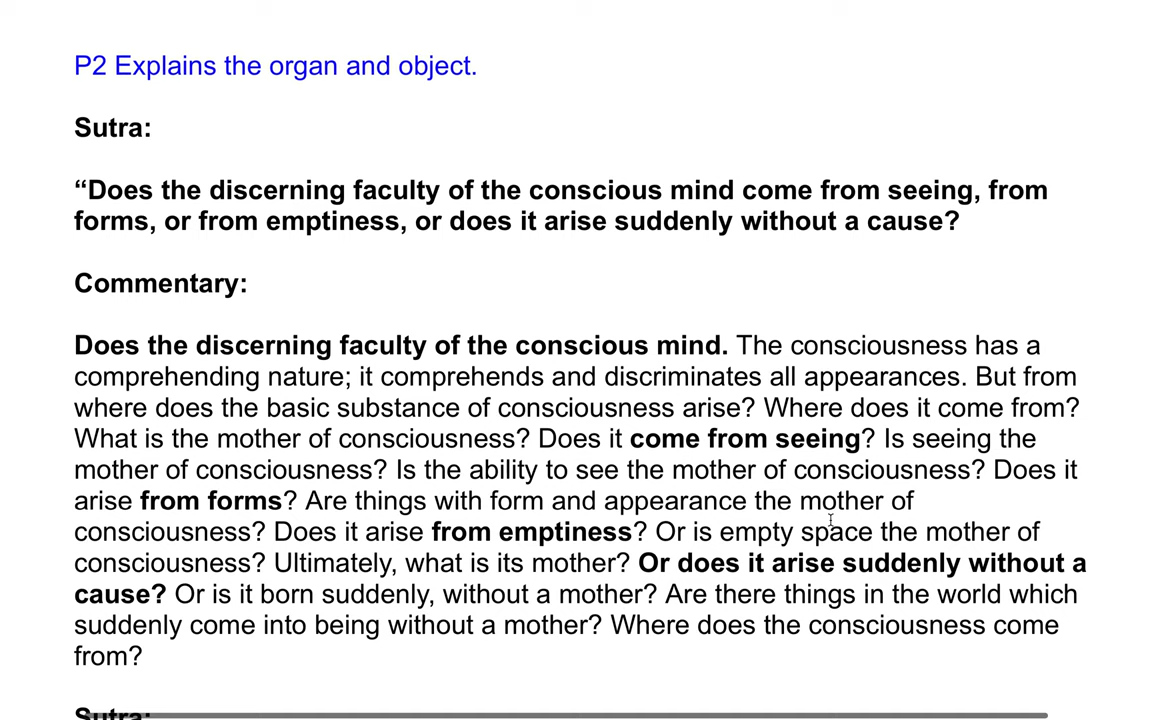 P2 Explains the organ and object.
Sutra:
“Does the discerning faculty of the conscious mind come from seeing, from
forms, or from emptiness, or does it arise suddenly without a cause?
Commentary:
Does the discerning faculty of the conscious mind. The consciousness has a
comprehending nature; it comprehends and discriminates all appearances. But from
where does the basic substance of consciousness arise? Where does it come from?
What is the mother of consciousness? Does it come from seeing? Is seeing the
mother of consciousness? Is the ability to see the mother of consciousness? Does it
arise from forms? Are things with form and appearance the mother of
consciousness? Does it arise from emptiness? Or is empty space the mother of
consciousness? Ultimately, what is its mother? Or does it arise suddenly without a
cause? Or is it born suddenly, without a mother? Are there things in the world which
suddenly come into being without a mother? Where does the consciousness come
from?
Sutra: